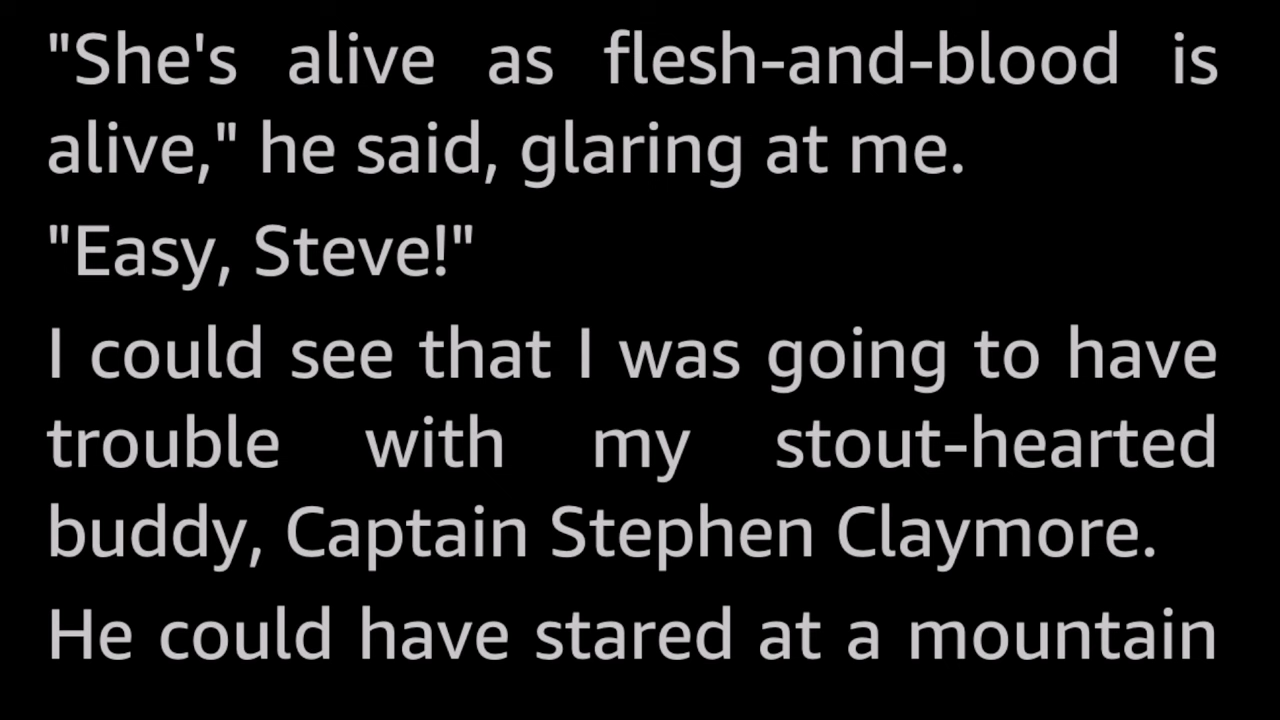 "She's alive as flesh-and-blood is
alive," he said, glaring at me.
"Easy, Steve!"
I could see that I was going to have
trouble with my stout-hearted
buddy, Captain Stephen Claymore.
He could have stared at a mountain